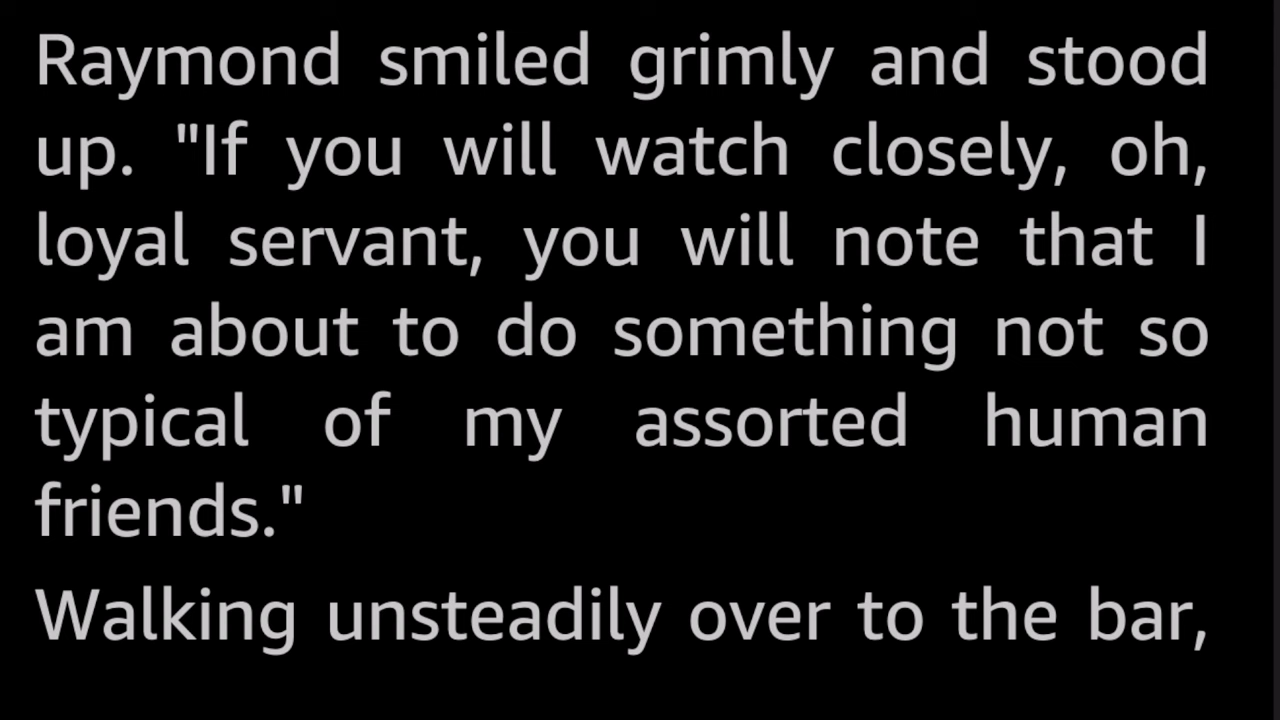 Raymond smiled grimly and stood
up. "If you will watch closely, oh,
loyal servant, you will note that I
am about to do something not so
typical of my assorted human
friends."
Walking unsteadily over to the bar,